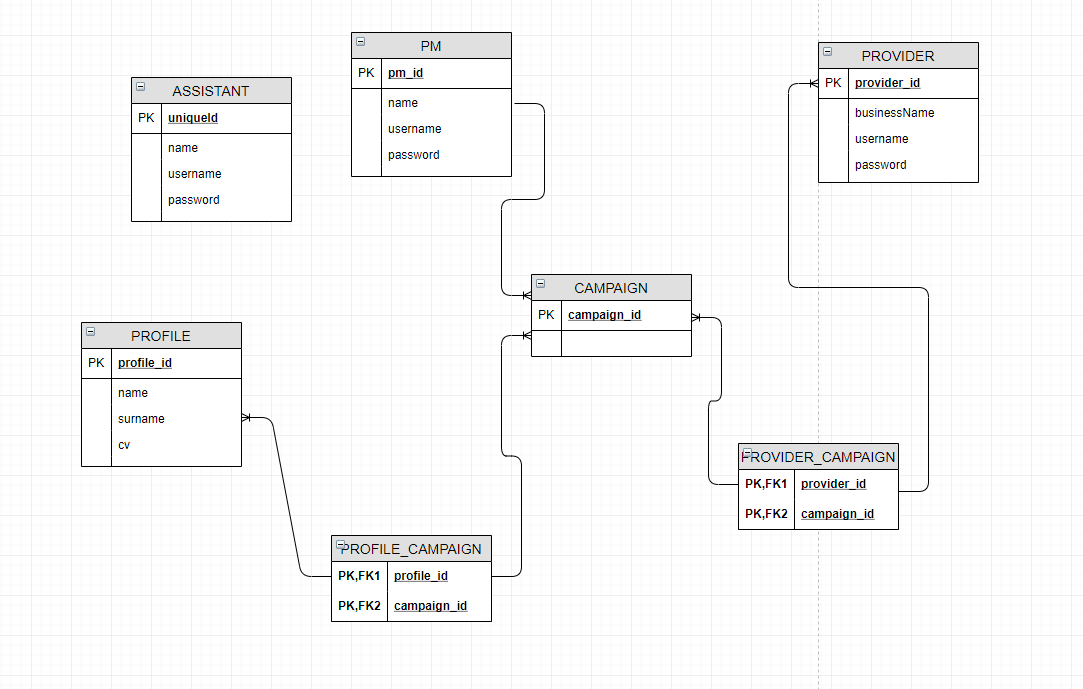 PM
PK pm_id
name
username
password
PROVIDER
PK provider_id
businessName
username
password
ASSISTANT
PK uniqueId
name
username
password
CAMPAIGN
PK campaign_id
PROFILE
PK profile_id
name
surname
cv
PROVIDER_CAMPAIGN
PK,FK1 provider_id
PK,FK2 campaign_id
PROFILE_CAMPAIGN
PK,FK1 profile_id
PK,FK2 campaign_id